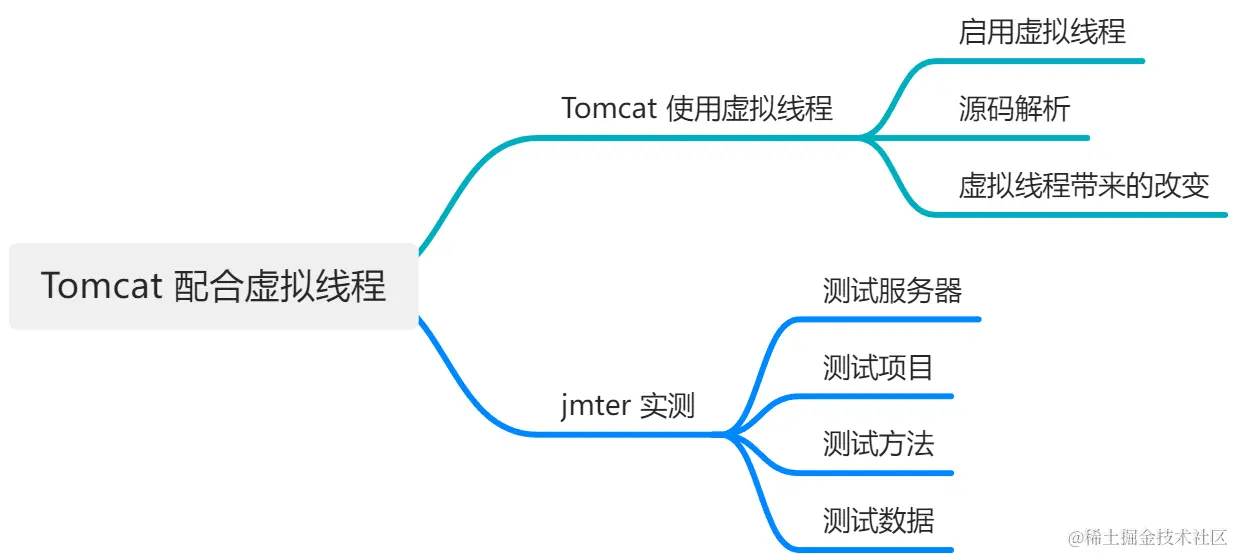 Tomcat 配合虚拟线程
Tomcat 使用虚拟线程
启用虚拟线程
源码解析
虚拟线程带来的改变
jmter 实测
测试服务器
测试项目
测试方法
测试数据
@稀土掘金技术社区